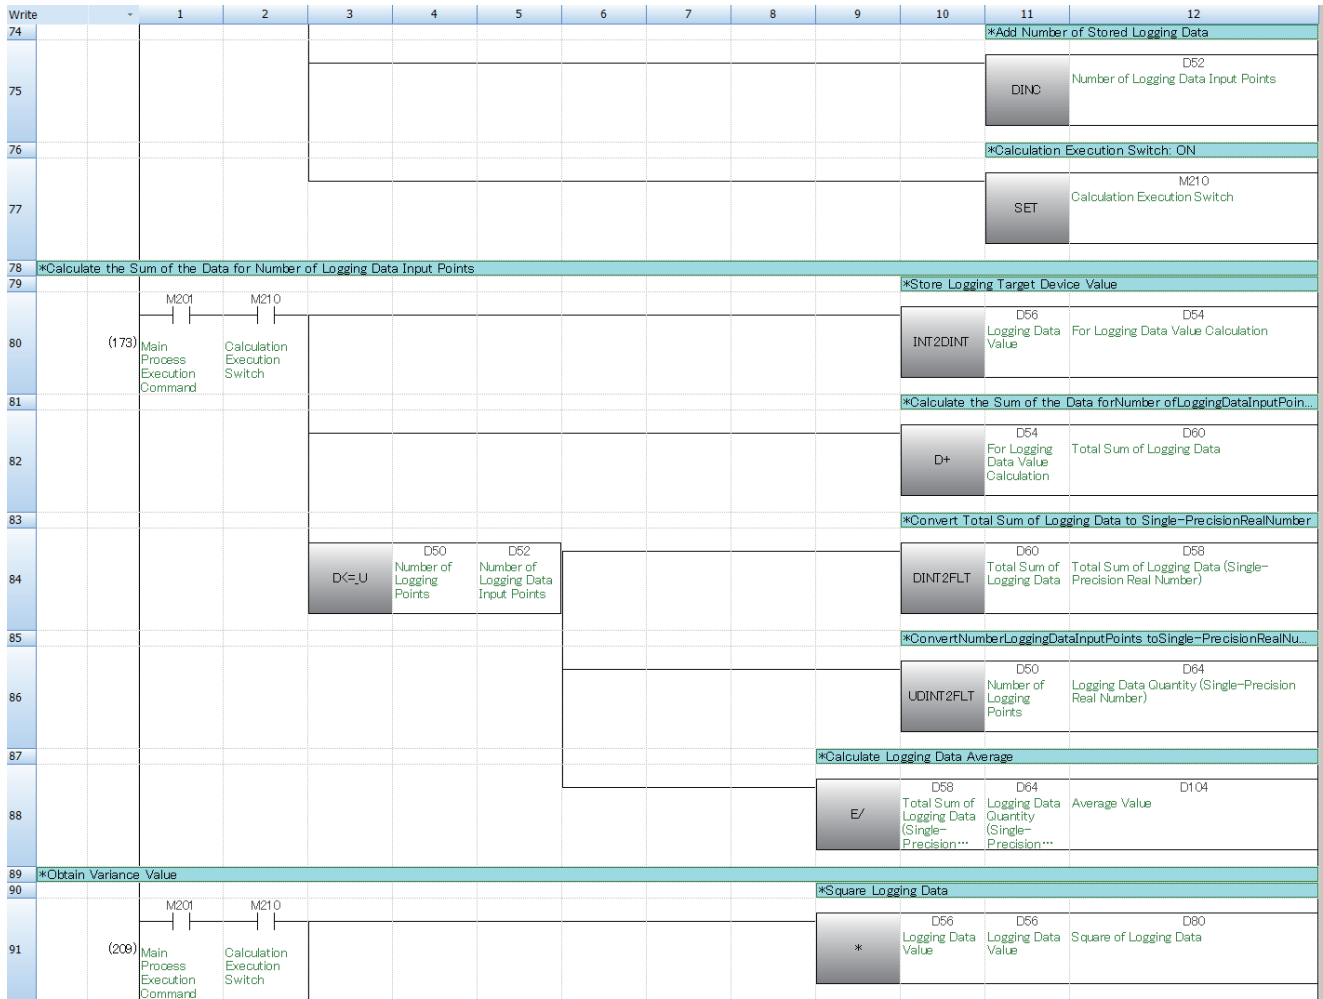 Write 1 2 3 4 5 6 7 8 9 10 11 12
74 *Add Number of Stored Logging Data
D52
Number of Logging Data Input Points
75 DINC
76 *Calculation Execution Switch: ON
M210
Calculation Execution Switch
77 SET
78 *Calculate the Sum of the Data for Number of Logging Data Input Points
79 *Store Logging Target Device Value
M201 M210 D56 D54
Logging Data For Logging Data Value Calculation
Value
80 (173) INT2DINT
Main Calculation
Process Execution
Execution Switch
Command
81 *Calculate the Sum of the Data forNumber ofLoggingDataInputPoin...
D54 D60
For Logging Total Sum of Logging Data
Data Value
Calculation
82 D+
83 *Convert Total Sum of Logging Data to Single-PrecisionRealNumber
D50 D52 D60 D58
Number of Number of Total Sum of Total Sum of Logging Data (Single-
Logging Logging Data Logging Data Precision Real Number)
Points Input Points
84 D<=_U DINT2FLT
85 *ConvertNumberLoggingDataInputPoints toSingle-PrecisionRealNu...
D50 D64
Number of Logging Data Quantity (Single-Precision
Logging Real Number)
Points
86 UDINT2FLT
87 *Calculate Logging Data Average
D58 D64 D104
Total Sum of Logging Data Average Value
Logging Data Quantity
(Single- (Single-
Precision... Precision...
88 E/
89 *Obtain Variance Value
90 *Square Logging Data
M201 M210 D56 D56 D80
Logging Data Logging Data Square of Logging Data
Value Value
91 (209) *
Main Calculation
Process Execution
Execution Switch
Command